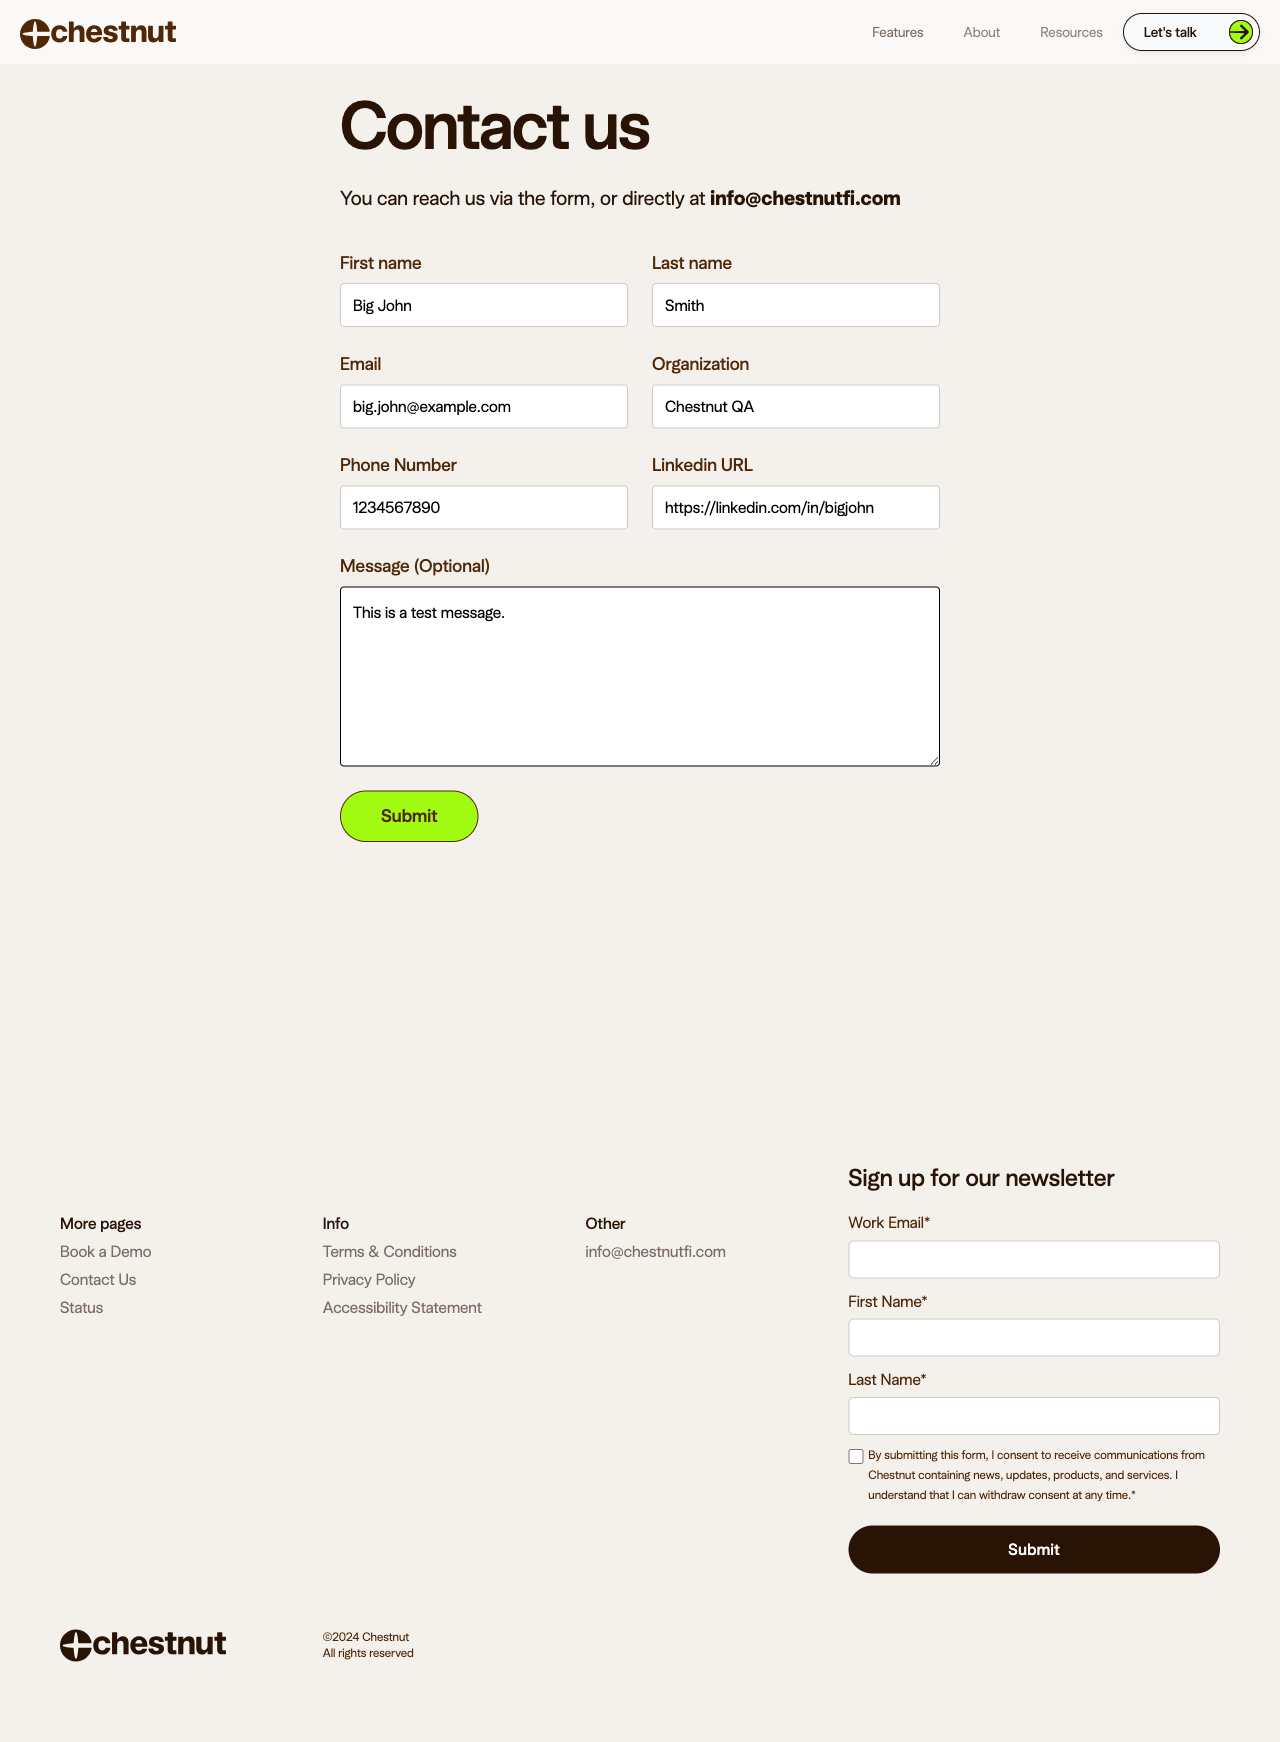 chestnut
Features
About
Resources
Let's talk
Contact us
You can reach us via the form, or directly at info@chestnutfi.com
First name
Last name
Big John
Smith
Email
Organization
big.john@example.com
Chestnut QA
Phone Number
Linkedin URL
1234567890
https://linkedin.com/in/bigjohn
Message (Optional)
This is a test message.
Submit
More pages
Book a Demo
Contact Us
Status
Info
Terms & Conditions
Privacy Policy
Accessibility Statement
Other
info@chestnutfi.com
Sign up for our newsletter
Work Email*
First Name*
Last Name*
By submitting this form, I consent to receive communications from
Chestnut containing news, updates, products, and services. I
understand that I can withdraw consent at any time.*
Submit
chestnut
©2024 Chestnut
All rights reserved